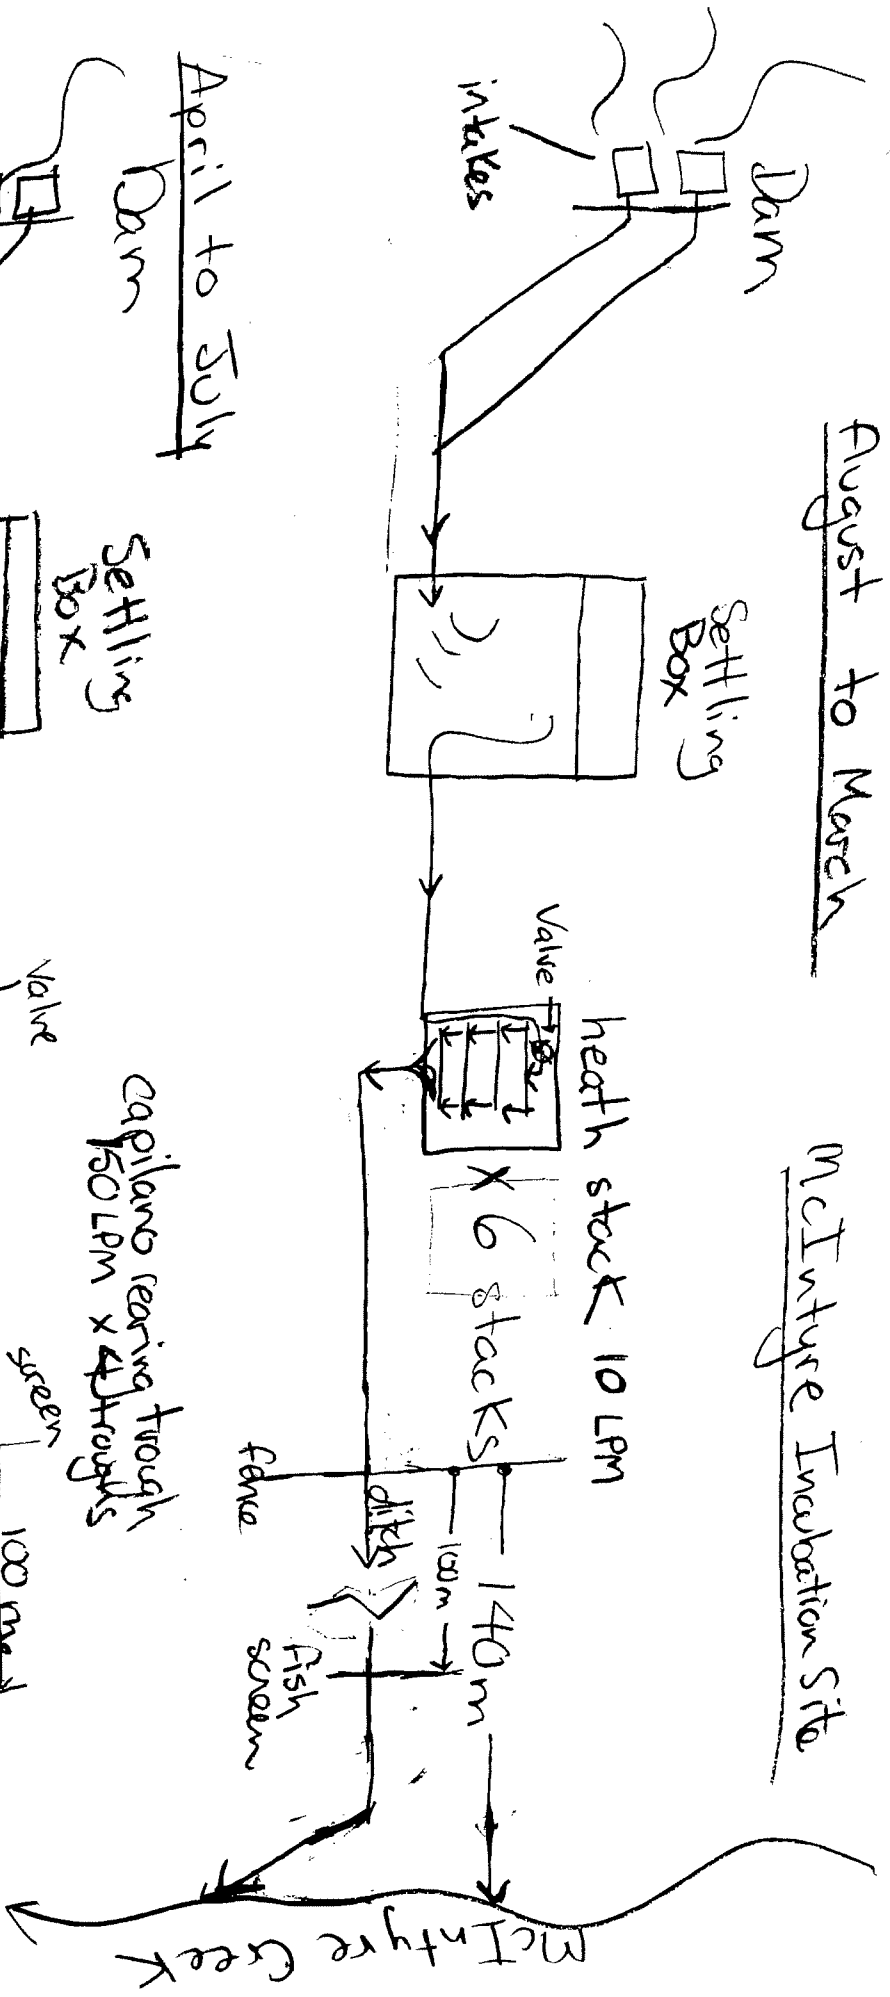 McIntyre Incubation Site
August to March
Dam
intakes
Settling
Box
Valve
heath stack 10 LPM
x 6 stacks
fence
ditch
100m
140m
fish
screen
McIntyre Creek
April to July
Dam
Settling
Box
Valve
Capilano rearing trough
150 LPM x 4 troughs
screen